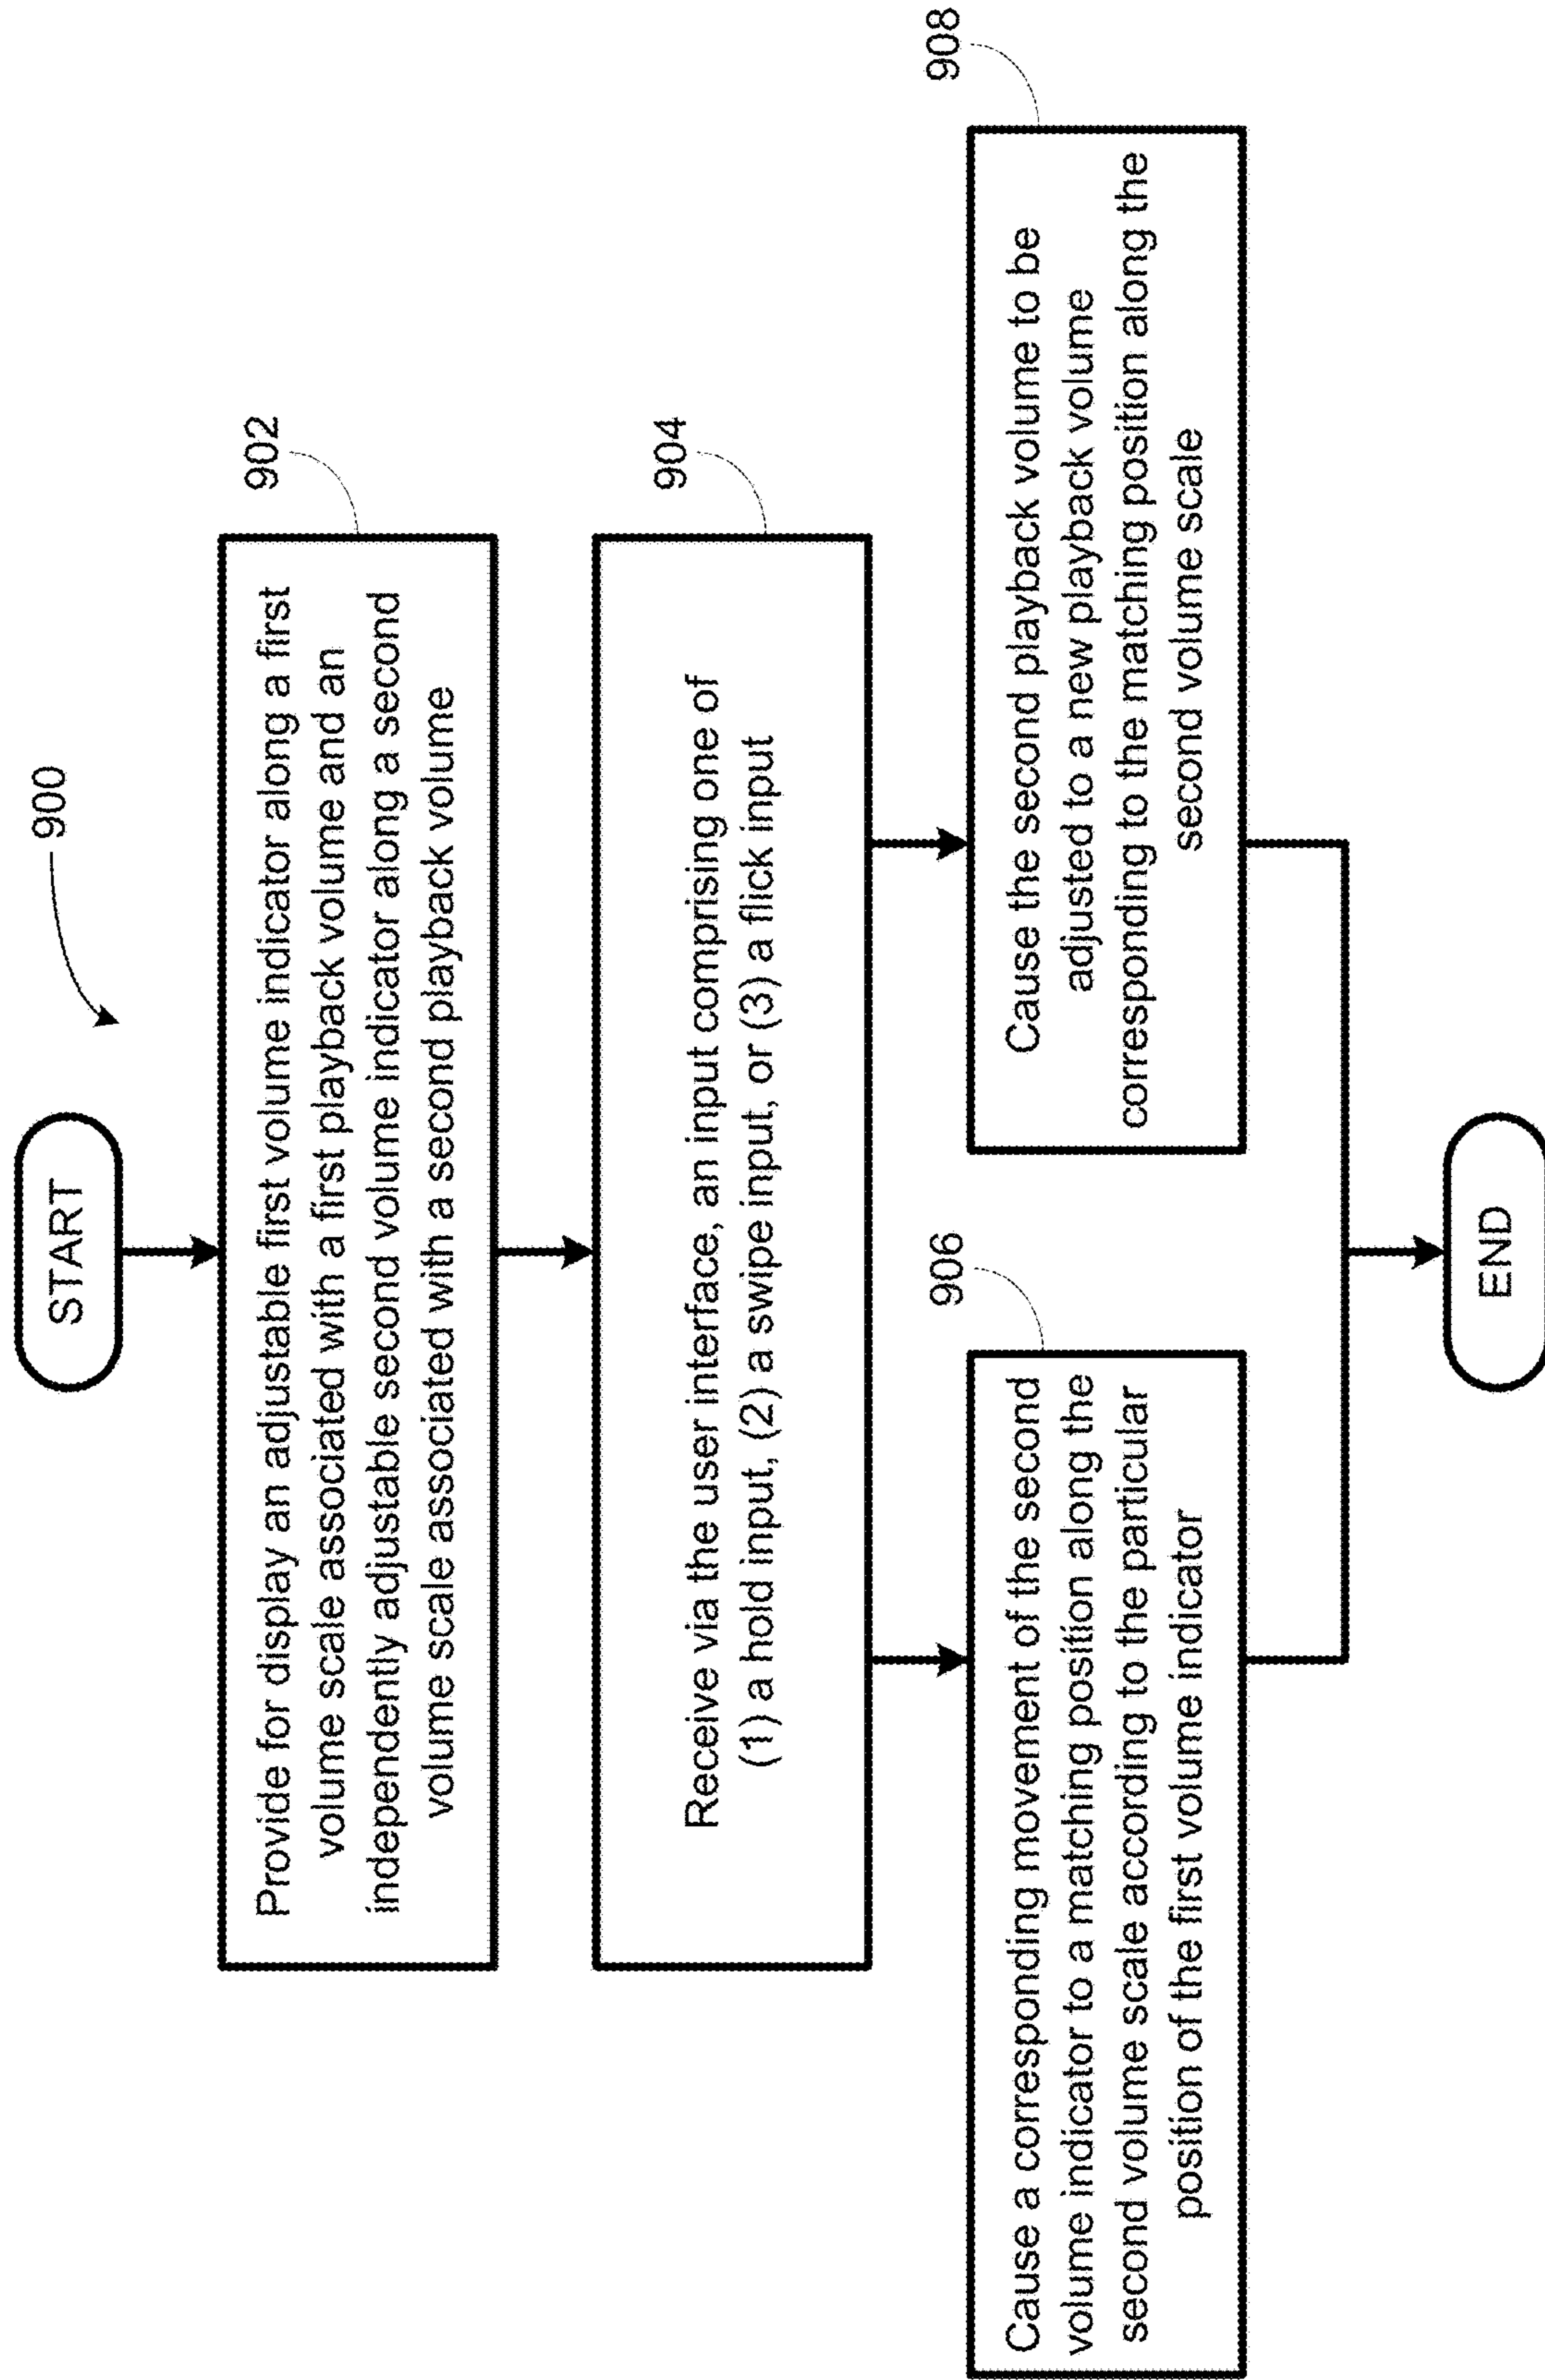 900
START
902
Provide for display an adjustable first volume indicator along a first
volume scale associated with a first playback volume and an
independently adjustable second volume indicator along a second
volume scale associated with a second playback volume
904
Receive via the user interface, an input comprising one of
(1) a hold input, (2) a swipe input, or (3) a flick input
906
Cause a corresponding movement of the second
volume indicator to a matching position along the
second volume scale according to the particular
position of the first volume indicator
908
Cause the second playback volume to be
adjusted to a new playback volume
corresponding to the matching position along the
second volume scale
END